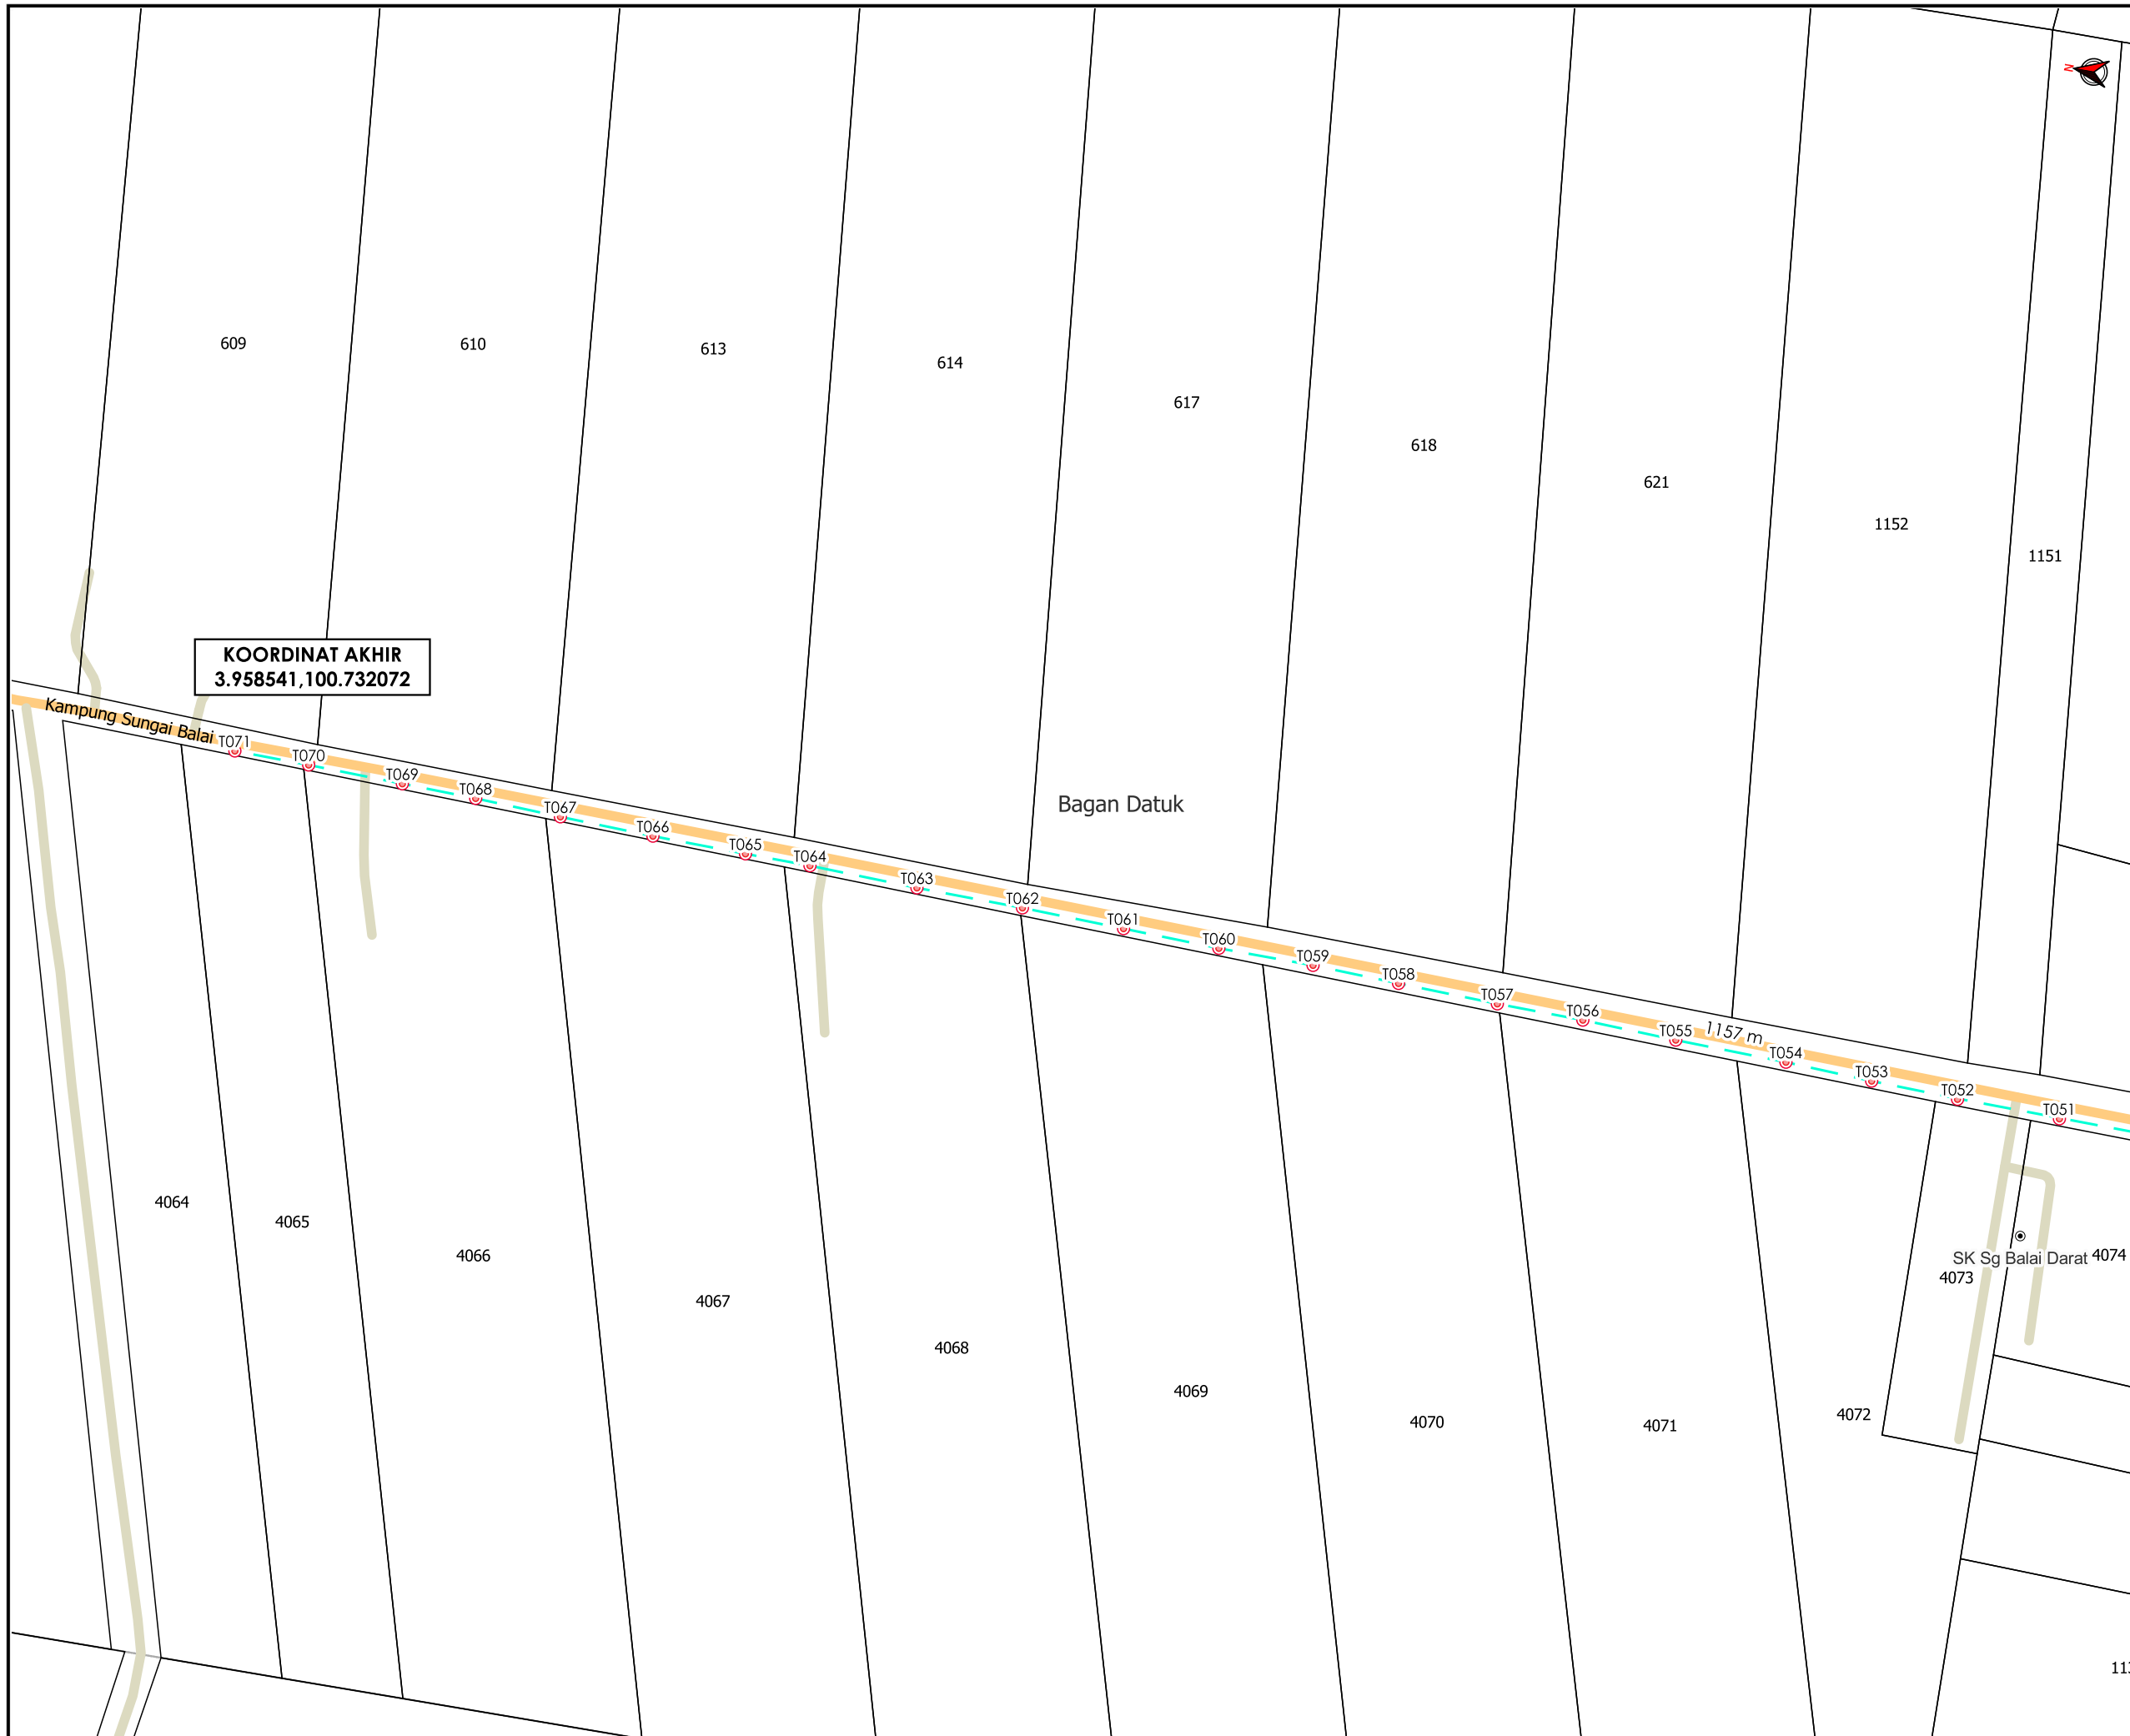 N
609
610
613
614
617
618
621
1152
1151
KOORDINAT AKHIR
3.958541,100.732072
Kampung Sungai Balai
T071
T070
T069
T068
T067
T066
T065
T064
T063
T062
T061
T060
T059
T058
T057
T056
T055
1157 m
T054
T053
T052
T051
Bagan Datuk
4064
4065
4066
4067
4068
4069
4070
4071
4072
4073
SK Sg Balai Darat
4074